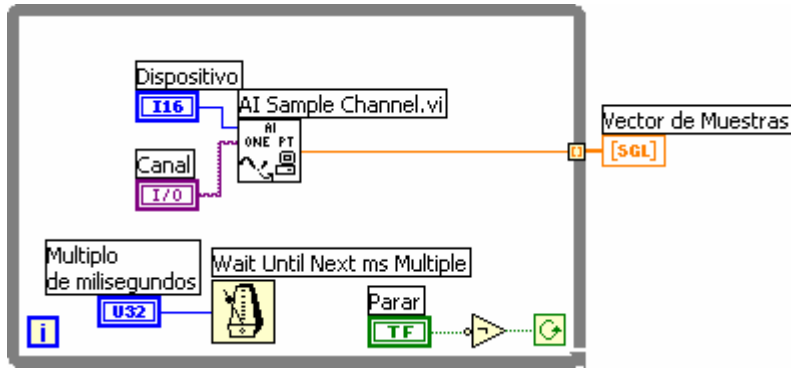 Dispositivo
I16
AI Sample Channel.vi
AI
ONE PT
Vector de Muestras
[SGL]
Canal
I/O
Multiplo
de milisegundos
U32
Wait Until Next ms Multiple
Parar
TF
i